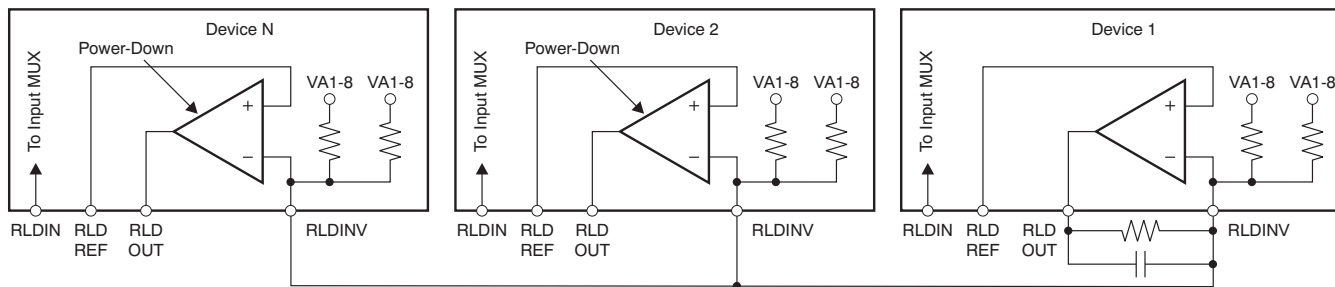 Device N
Power-Down
To Input MUX
VA1-8
VA1-8
+
−
RLDIN
RLD
REF
RLD
OUT
RLDINV
Device 2
Power-Down
To Input MUX
VA1-8
VA1-8
+
−
RLDIN
RLD
REF
RLD
OUT
RLDINV
Device 1
To Input MUX
VA1-8
VA1-8
+
−
RLDIN
RLD
REF
RLD
OUT
RLDINV